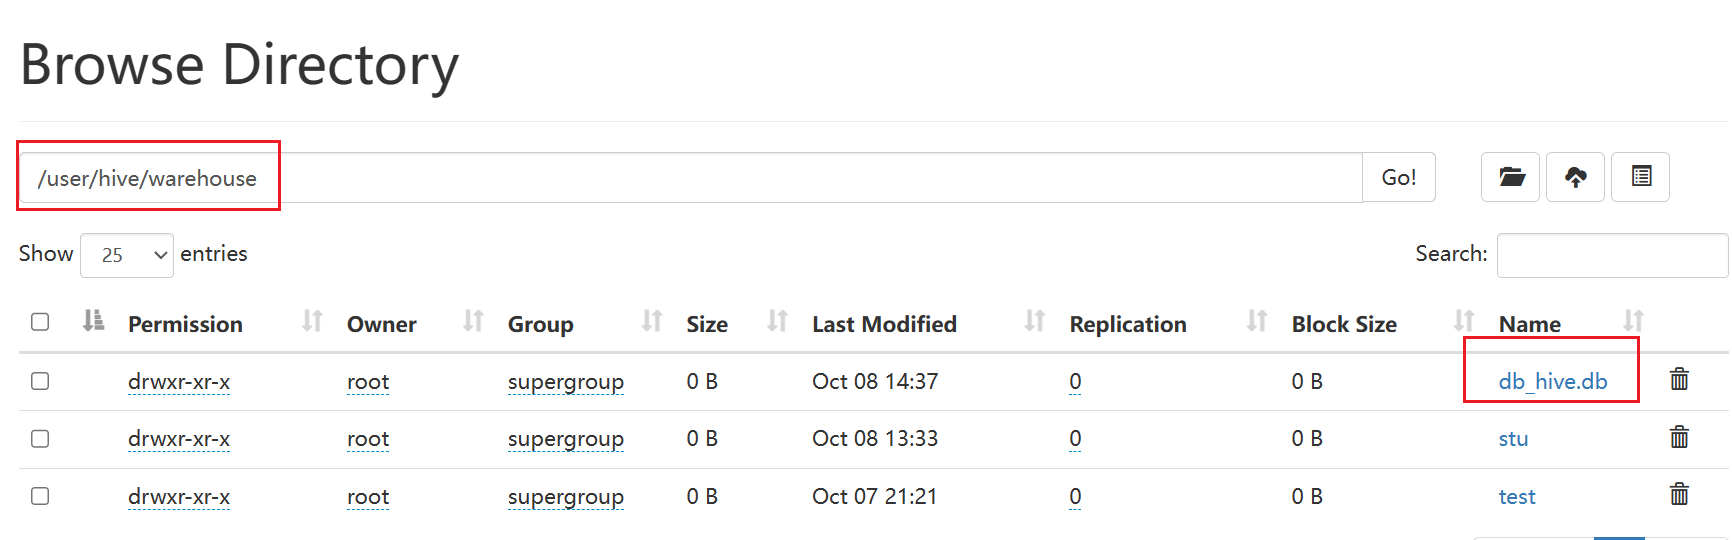 Browse Directory
/user/hive/warehouse Go!
Show 25 entries Search:
Permission Owner Group Size Last Modified Replication Block Size Name
drwxr-xr-x root supergroup 0 B Oct 08 14:37 0 0 B db_hive.db
drwxr-xr-x root supergroup 0 B Oct 08 13:33 0 0 B stu
drwxr-xr-x root supergroup 0 B Oct 07 21:21 0 0 B test